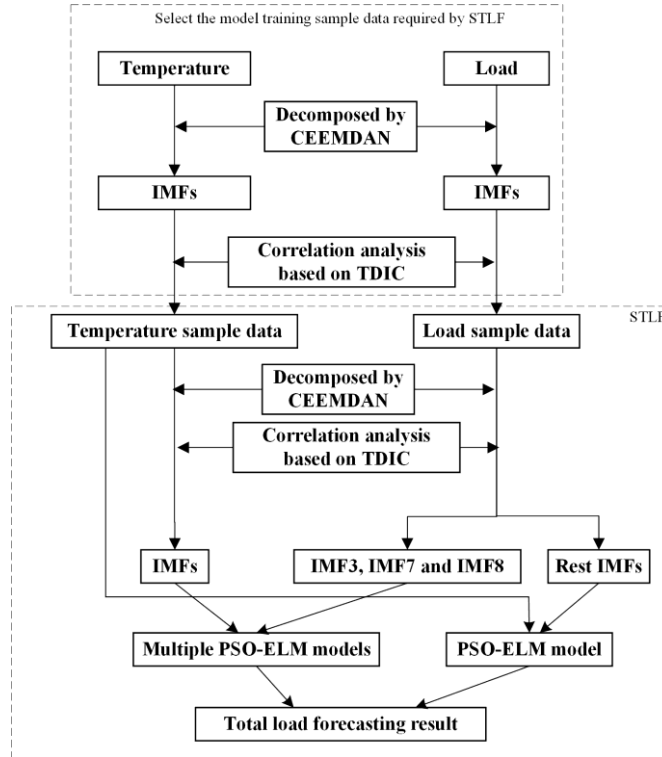 Select the model training sample data required by STLF
Temperature
Load
Decomposed by
CEEMDAN
IMFs
IMFs
Correlation analysis
based on TDIC
STLF
Temperature sample data
Load sample data
Decomposed by
CEEMDAN
Correlation analysis
based on TDIC
IMFs
IMF3, IMF7 and IMF8
Rest IMFs
Multiple PSO-ELM models
PSO-ELM model
Total load forecasting result